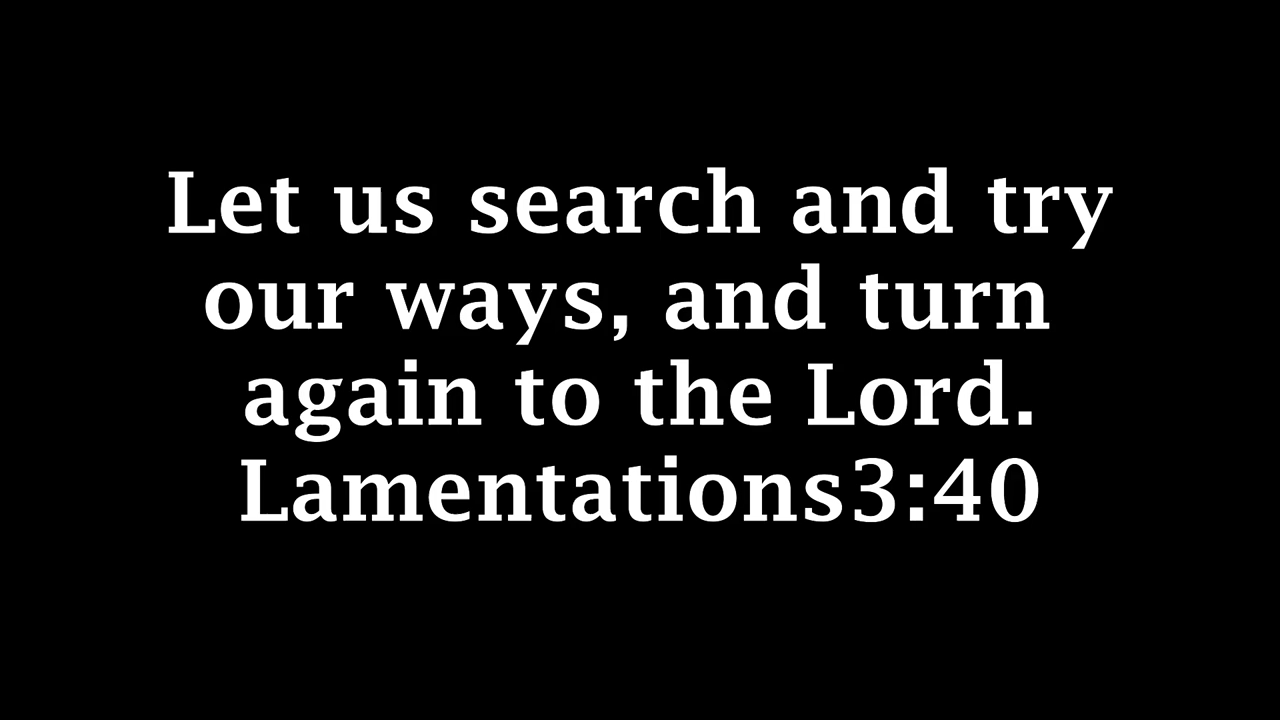 Let us search and try
our ways, and turn
again to the Lord.
Lamentations3:40